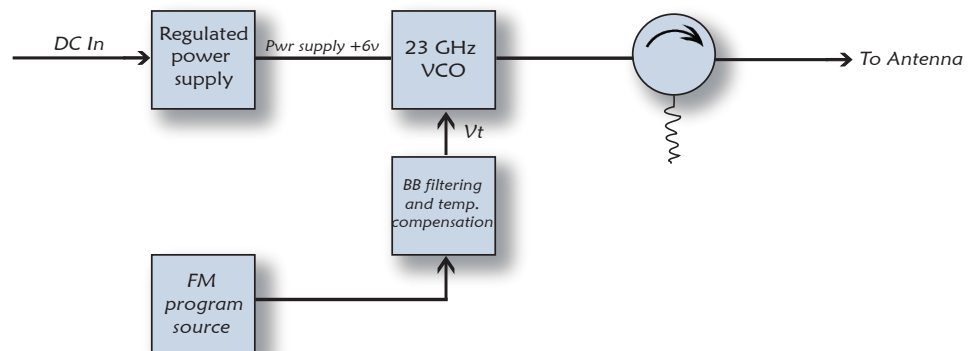 DC In
Regulated
power
supply
Pwr supply +6v
23 GHz
VCO
To Antenna
Vt
BB filtering
and temp.
compensation
FM
program
source